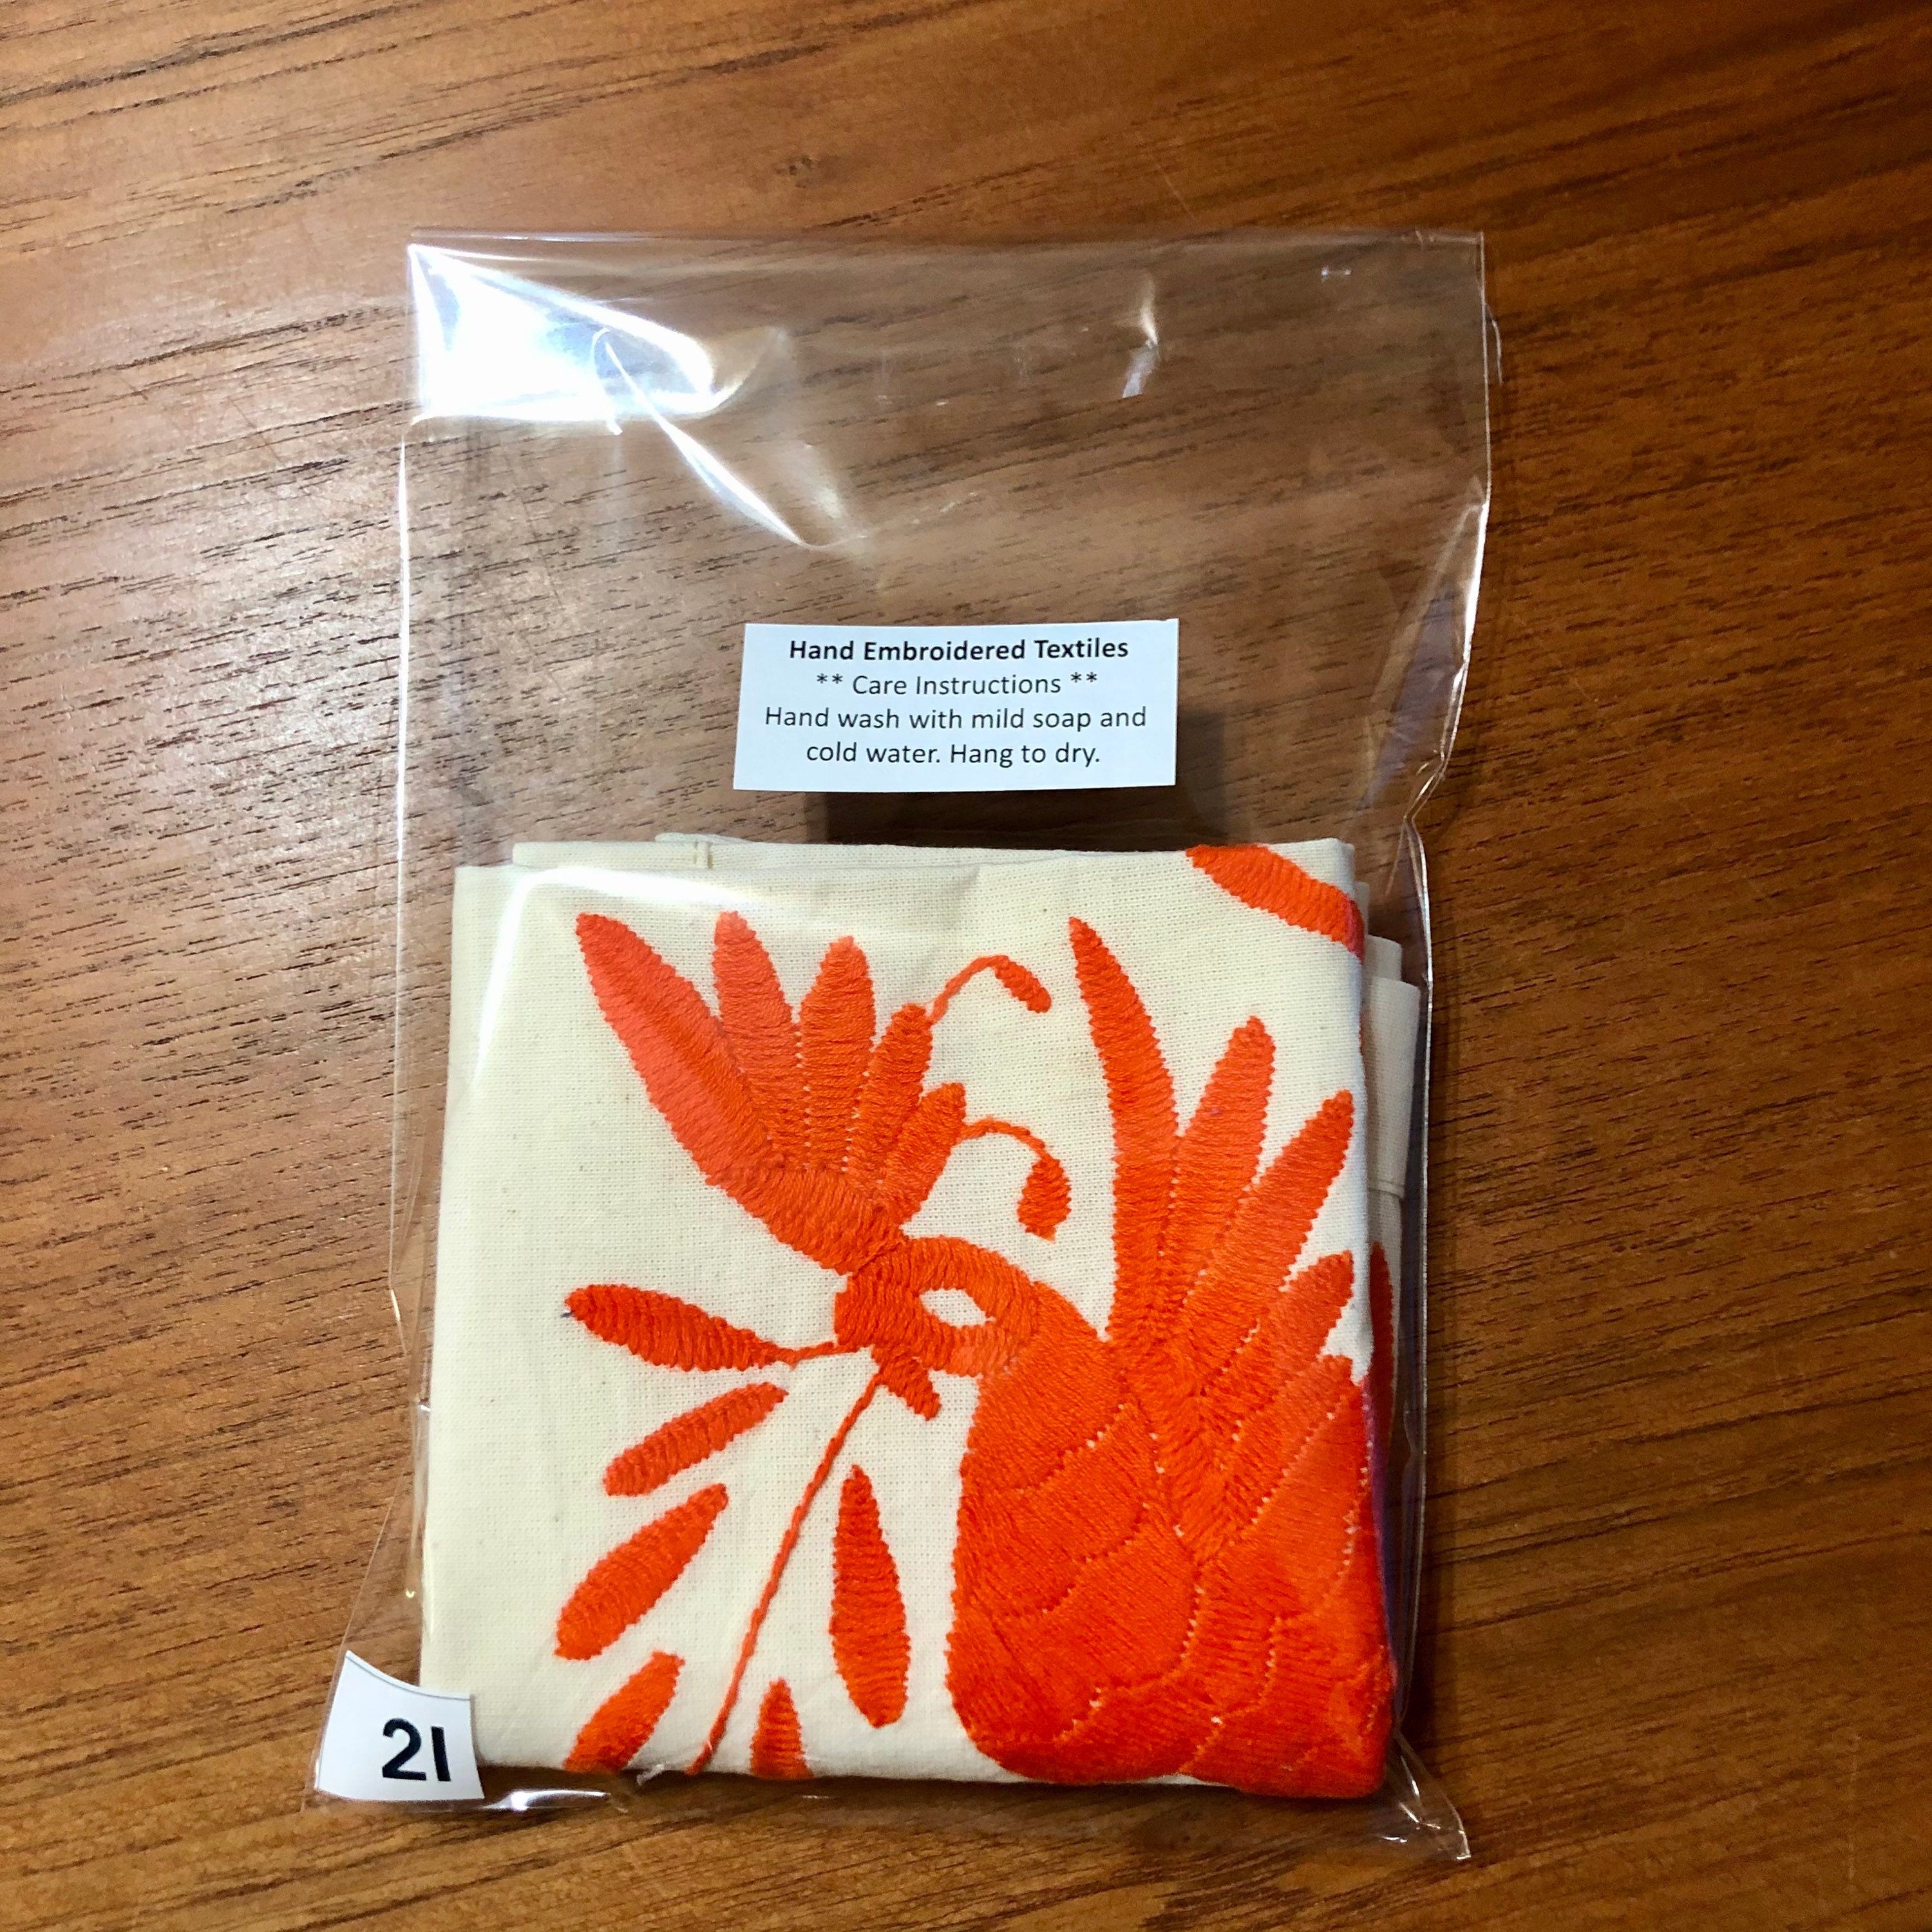 Hand Embroidered Textiles
** Care Instructions **
Hand wash with mild soap and
cold water. Hang to dry.
21